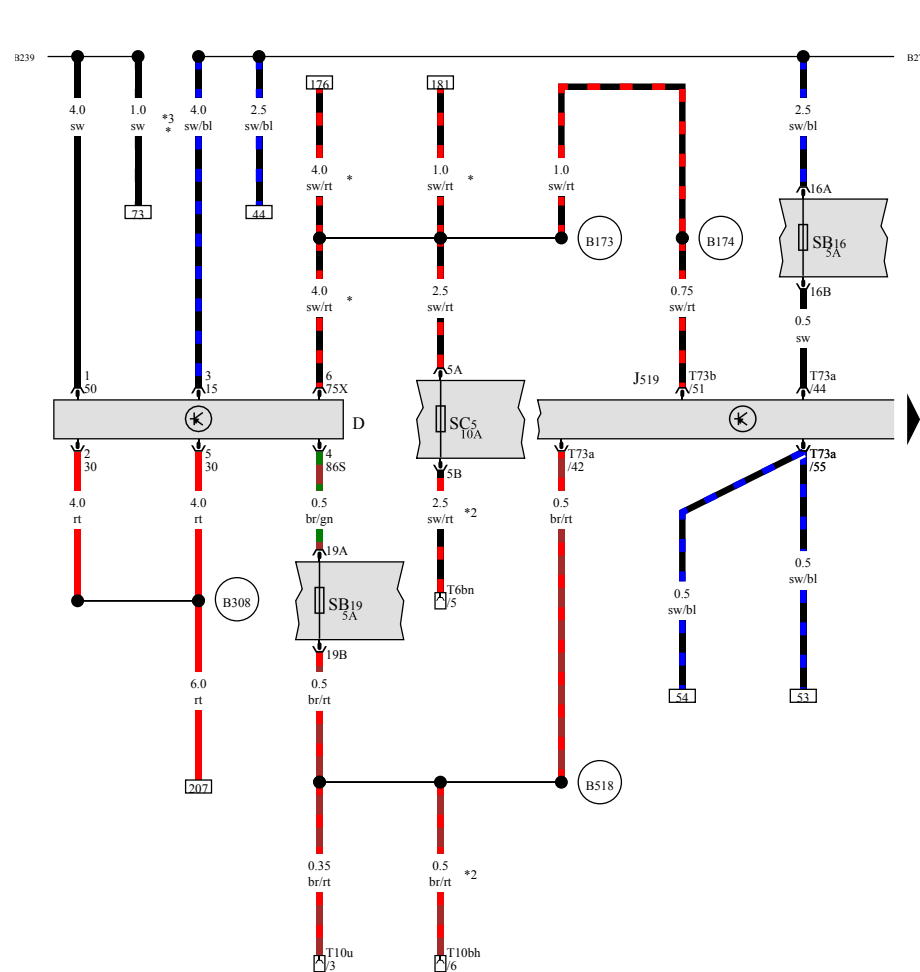 B239
B27
176
181
4.0
sw
1.0
sw
*3
*
4.0
sw/bl
2.5
sw/bl
2.5
sw/bl
4.0
sw/rt
*
1.0
sw/rt
*
1.0
sw/rt
16A
73
44
B173
B174
SB16
5A
4.0
sw/rt
*
2.5
sw/rt
0.75
sw/rt
16B
0.5
sw
1
50
3
15
6
75X
5A
J519
T73b
/51
T73a
/44
D
SC5
10A
2
30
5
30
4
86S
5B
T73a
/42
T73a
/55
4.0
rt
4.0
rt
0.5
br/gn
2.5
sw/rt
*2
0.5
br/rt
19A
0.5
sw/bl
0.5
sw/bl
B308
SB19
5A
T6bn
/5
19B
6.0
rt
0.5
br/rt
54
53
207
B518
0.35
br/rt
0.5
br/rt
*2
T10u
/3
T10bh
/6